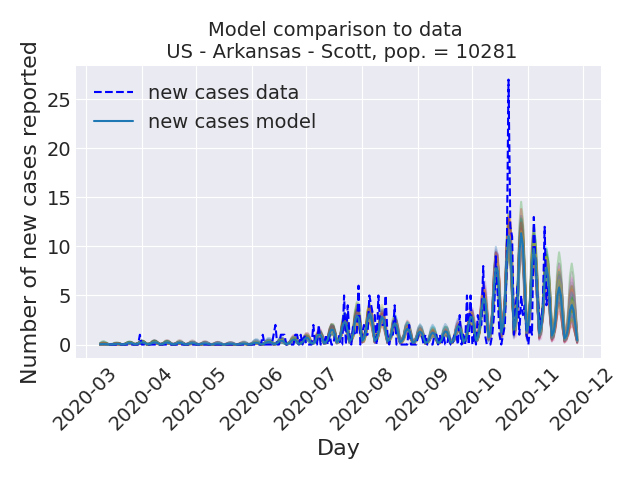 Model comparison to data
US - Arkansas - Scott, pop. = 10281
Number of new cases reported
new cases data
new cases model
25
20
15
10
5
0
2020-03
2020-04
2020-05
2020-06
2020-07
2020-08
2020-09
2020-10
2020-11
2020-12
Day